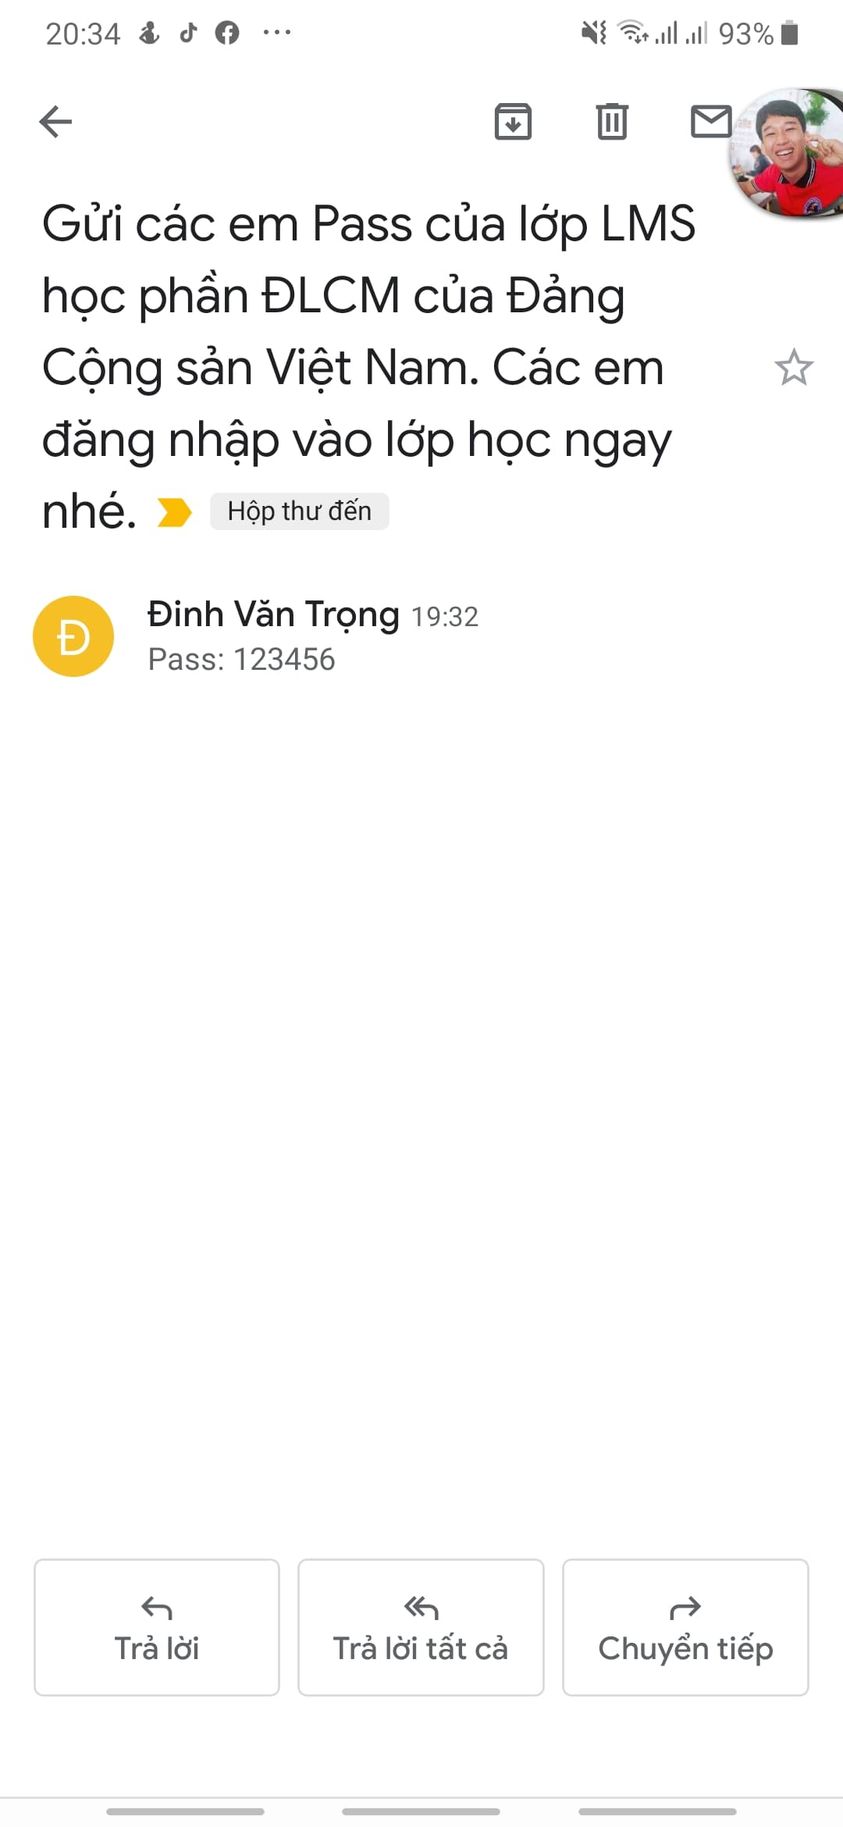 20:34
93%
Gửi các em Pass của lớp LMS
học phần ĐLCM của Đảng
Cộng sản Việt Nam. Các em
đăng nhập vào lớp học ngay
nhé. Hộp thư đến
Đ
Đinh Văn Trọng 19:32
Pass: 123456
Trả lời
Trả lời tất cả
Chuyển tiếp